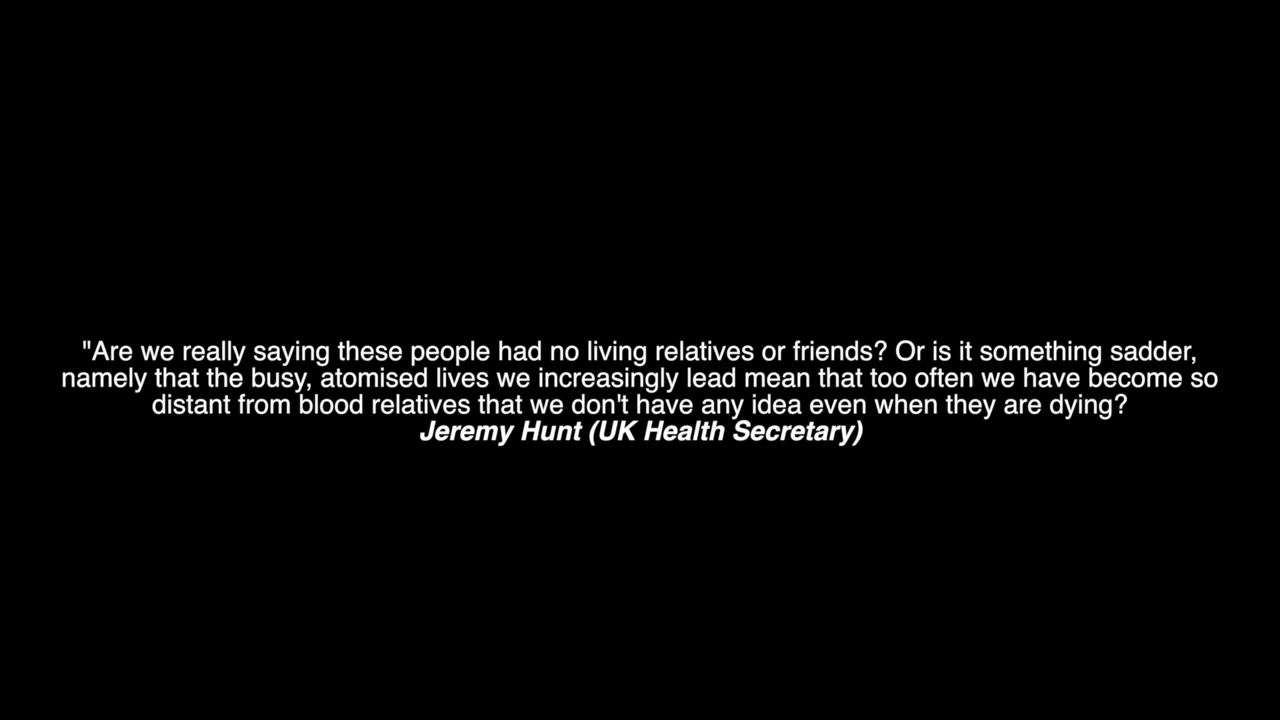 "Are we really saying these people had no living relatives or friends? Or is it something sadder,
namely that the busy, atomised lives we increasingly lead mean that too often we have become so
distant from blood relatives that we don't have any idea even when they are dying?
Jeremy Hunt (UK Health Secretary)